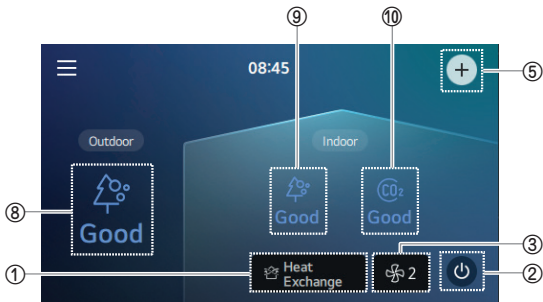 ⑨ ⑩
08:45
⑤
Outdoor
Indoor
CO₂
⑧
Good
Good
Good
③
①
Heat
Exchange
2
②